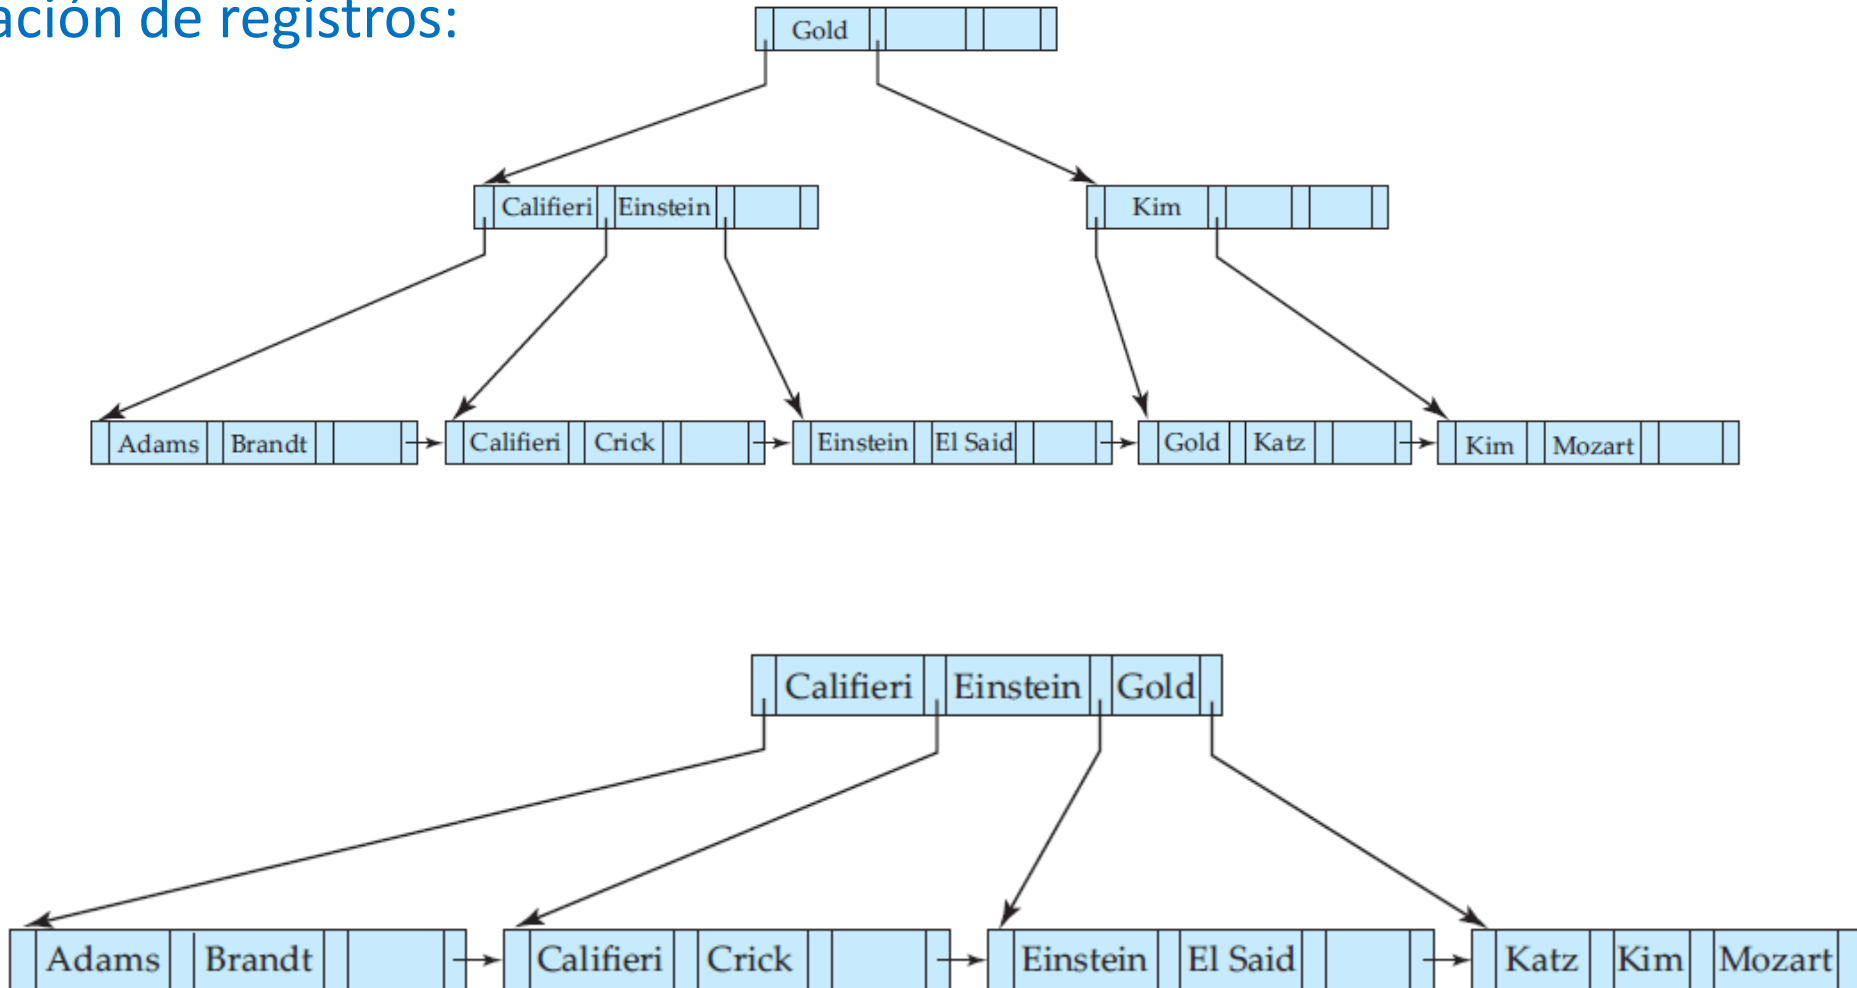 ación de registros:
Gold
Califieri Einstein
Kim
Adams Brandt
Califieri Crick
Einstein El Said
Gold Katz
Kim Mozart
Califieri Einstein Gold
Adams Brandt
Califieri Crick
Einstein El Said
Katz Kim Mozart